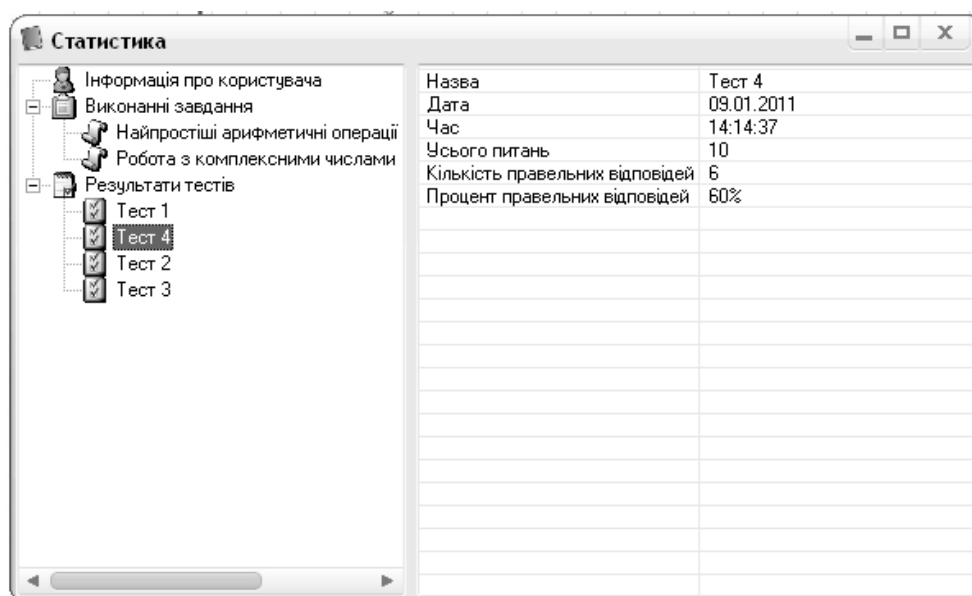 Статистика
Інформація про користувача
Виконанні завдання
Найпростіші арифметичні операції
Робота з комплексними числами
Результати тестів
Тест 1
Тест 4
Тест 2
Тест 3
Назва Тест 4
Дата 09.01.2011
Час 14:14:37
Усього питань 10
Кількість правельних відповідей 6
Процент правельних відповідей 60%